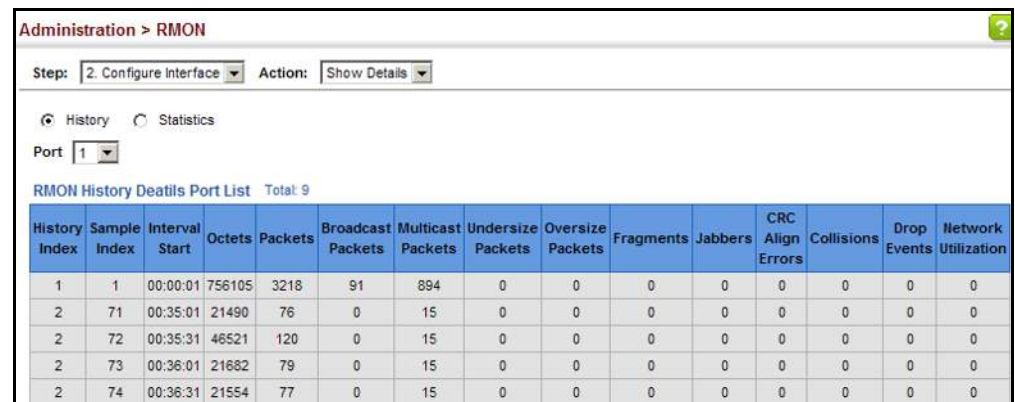 Administration > RMON
?
Step: 2. Configure Interface Action: Show Details
History Statistics
Port 1
RMON History Deatils Port List Total: 9
History Index Sample Index Interval Start Octets Packets Broadcast Packets Multicast Packets Undersize Packets Oversize Packets Fragments Jabbers CRC Align Errors Collisions Drop Events Network Utilization
1 1 00:00:01 756105 3218 91 894 0 0 0 0 0 0 0 0
2 71 00:35:01 21490 76 0 15 0 0 0 0 0 0 0 0
2 72 00:35:31 46521 120 0 15 0 0 0 0 0 0 0 0
2 73 00:36:01 21682 79 0 15 0 0 0 0 0 0 0 0
2 74 00:36:31 21554 77 0 15 0 0 0 0 0 0 0 0